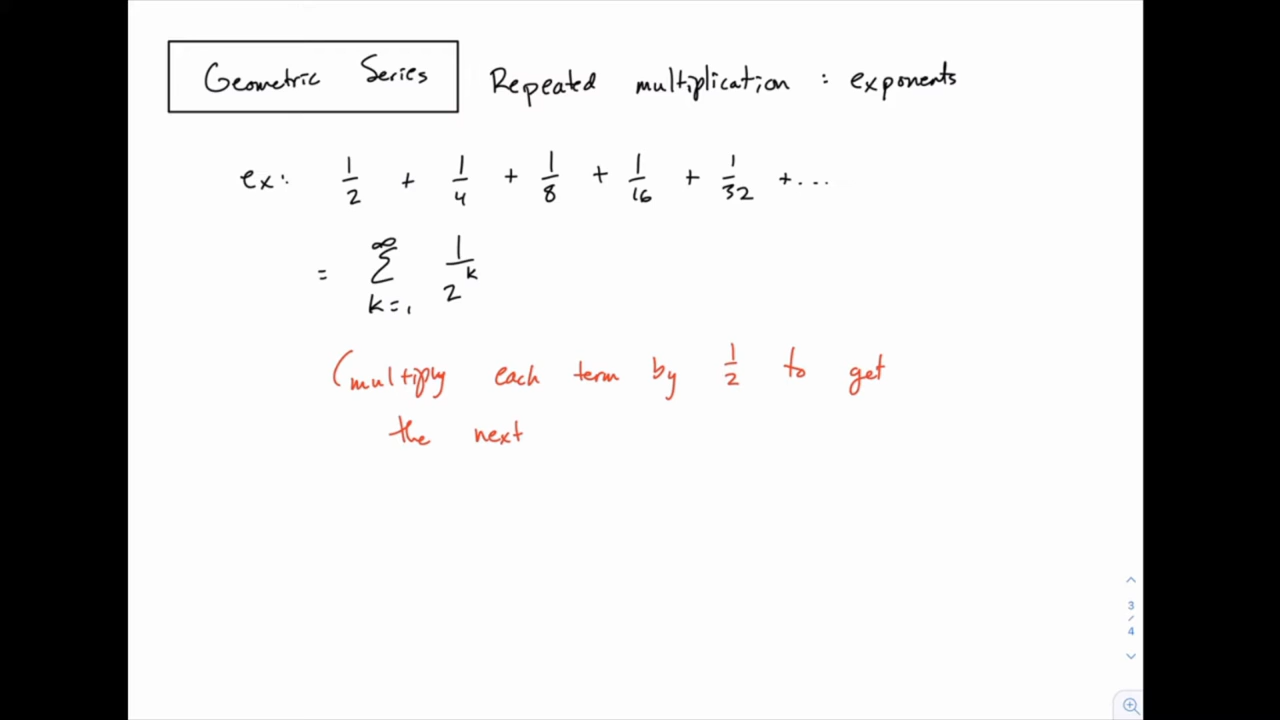 Geometric Series Repeated multiplication : exponents
ex: 1/2 + 1/4 + 1/8 + 1/16 + 1/32 + ...
= ∑_{k=1}^{∞} 1/2^k
(multiply each term by 1/2 to get
the next
3
/
4